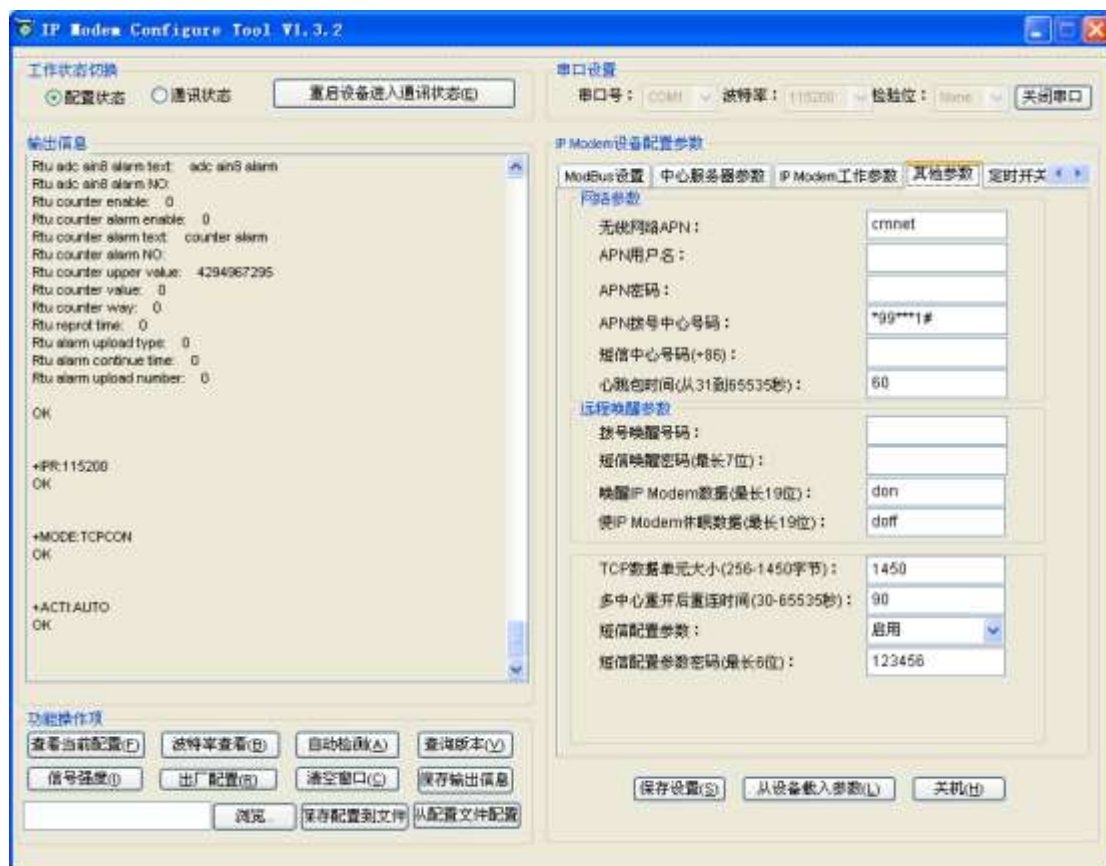 IP Modem Configure Tool V1.3.2
工作状态切换
配置状态 通讯状态 重启设备进入通讯状态(E)
串口设置
串口号： COM1 波特率： 115200 检验位： None 关闭串口
输出信息
Rtu adc ain8 alarm text: adc ain8 alarm
Rtu adc ain8 alarm NO:
Rtu counter enable: 0
Rtu counter alarm enable: 0
Rtu counter alarm text: counter alarm
Rtu counter alarm NO:
Rtu counter upper value: 4294967295
Rtu counter value: 0
Rtu counter way: 0
Rtu reprot time: 0
Rtu alarm upload type: 0
Rtu alarm continue time: 0
Rtu alarm upload number: 0
OK
+IPR:115200
OK
+MODE:TCPCON
OK
+ACTI:AUTO
OK
功能操作项
查看当前配置(F) 波特率查看(B) 自动检测(A) 查询版本(V)
信号强度(I) 出厂配置(R) 清空窗口(C) 保存输出信息
浏览... 保存配置到文件 从配置文件配置
IP Modem设备配置参数
ModBus设置 中心服务器参数 IP Modem工作参数 其他参数 定时开关
网络参数
无线网络APN： cmnet
APN用户名：
APN密码：
APN拨号中心号码： *99***1#
短信中心号码(+86)：
心跳包时间(从31到65535秒)： 60
远程唤醒参数
拨号唤醒号码：
短信唤醒密码(最长7位)：
唤醒IP Modem数据(最长19位)： don
使IP Modem休眠数据(最长19位)： doff
TCP数据单元大小(256-1450字节)： 1450
多中心重开后重连时间(30-65535秒)： 90
短信配置参数： 启用
短信配置参数密码(最长6位)： 123456
保存设置(S) 从设备载入参数(L) 关机(H)